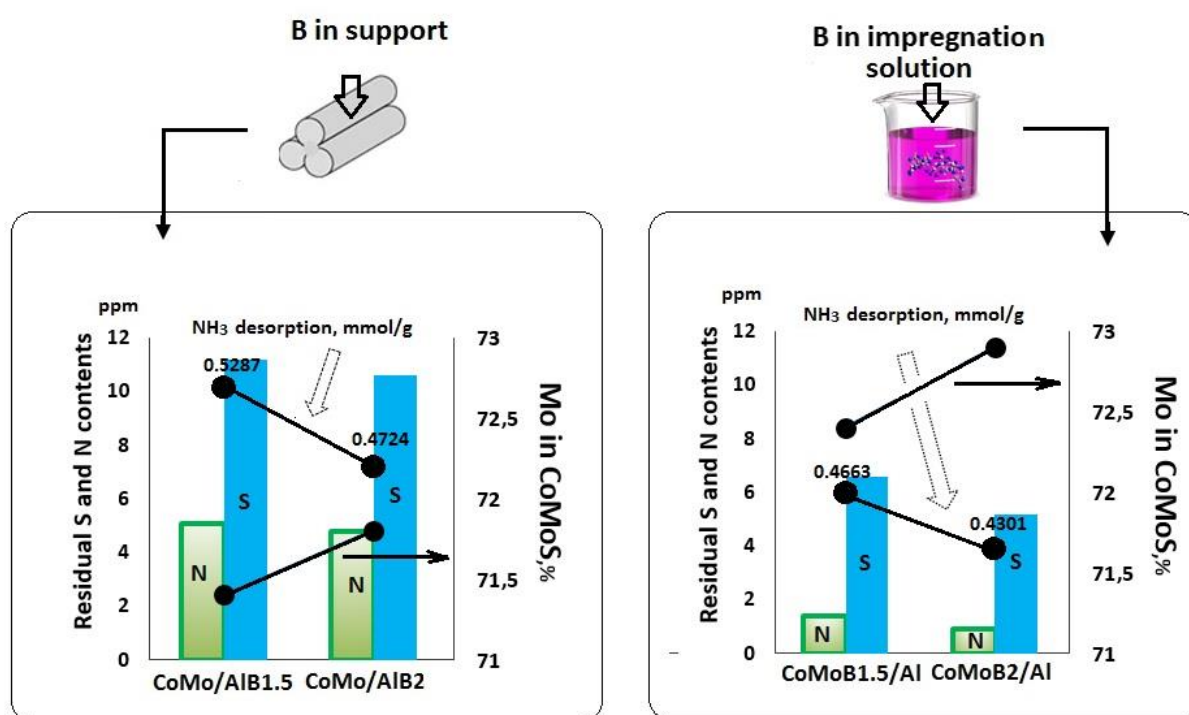 B in support
B in impregnation
solution
ppm
NH₃ desorption, mmol/g
12
10
8
6
4
2
0
Residual S and N contents
0.5287
0.4724
N
S
N
S
73
72,5
72
71,5
71
Mo in CoMoS,%
CoMo/AlB1.5
CoMo/AlB2
ppm
NH₃ desorption, mmol/g
12
10
8
6
4
2
0
Residual S and N contents
0.4663
0.4301
N
S
N
S
73
72,5
72
71,5
71
Mo in CoMoS,%
CoMoB1.5/Al
CoMoB2/Al